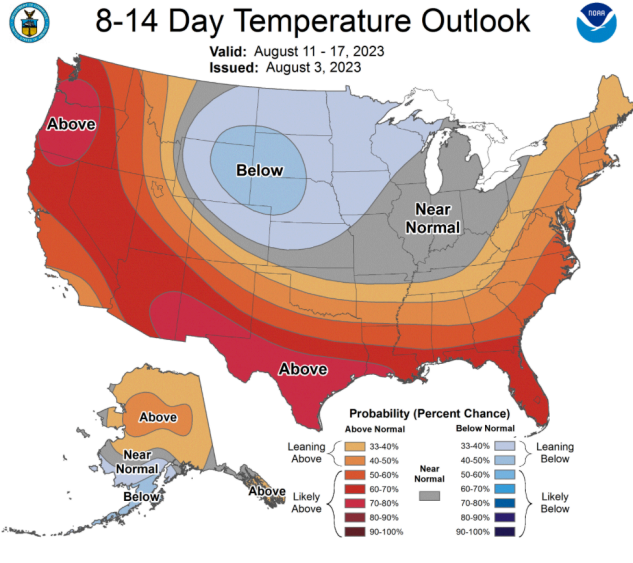 8-14 Day Temperature Outlook
NOAA
Valid: August 11 - 17, 2023
Issued: August 3, 2023
Above
Below
Near
Normal
Above
Above
Near
Normal
Below
Above
Probability (Percent Chance)
Above Normal
Below Normal
Leaning
Above
33-40%
40-50%
Likely
Above
50-60%
60-70%
70-80%
80-90%
90-100%
Near
Normal
33-40%
40-50%
Leaning
Below
50-60%
60-70%
70-80%
80-90%
90-100%
Likely
Below